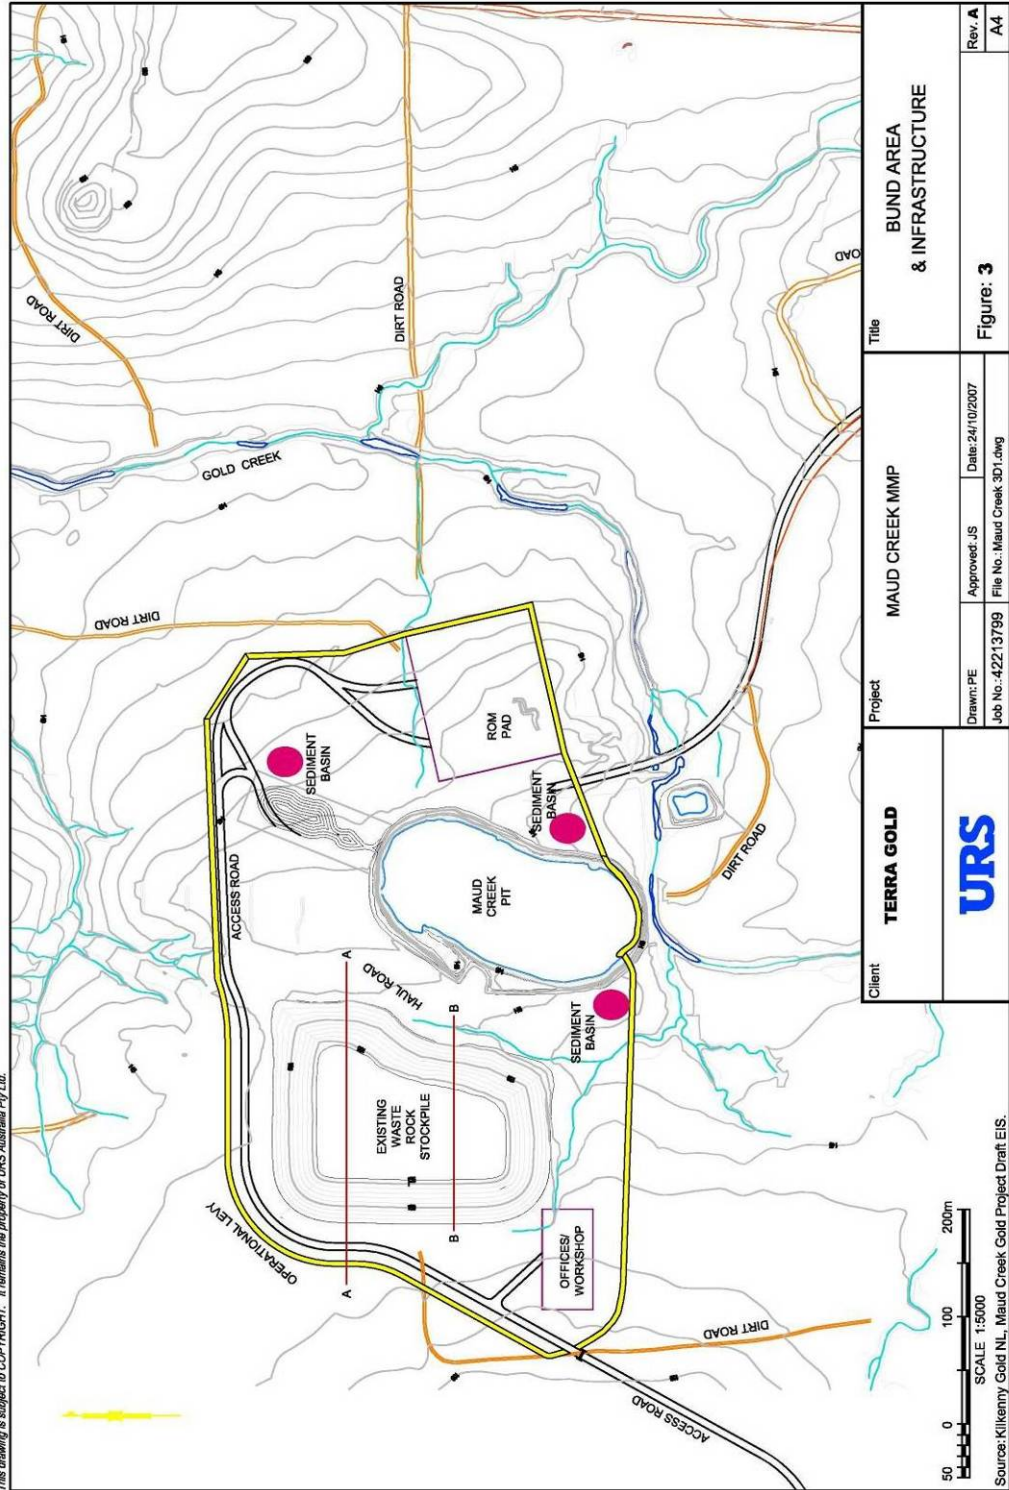 This drawing is subject to COPYRIGHT. It remains the property of URS Australia Pty Ltd.
DIRT ROAD
DIRT ROAD
GOLD CREEK
DIRT ROAD
ROAD
OPERATIONAL LEVY
ACCESS ROAD
SEDIMENT
BASIN
ROM
PAD
SEDIMENT
BASIN
MAUD
CREEK
PIT
HAUL ROAD
A
A
B
B
EXISTING
WASTE
ROCK
STOCKPILE
SEDIMENT
BASIN
OFFICES/
WORKSHOP
DIRT ROAD
DIRT ROAD
ACCESS ROAD
50 0 100 200m
SCALE 1:5000
Source: Kilkenny Gold NL, Maud Creek Gold Project Draft EIS.
Client
TERRA GOLD
URS
Project
MAUD CREEK MMP
Drawn: PE
Approved: JS
Date: 24/10/2007
Job No.: 42213799
File No.: Maud Creek 3D1.dwg
Title
BUND AREA
& INFRASTRUCTURE
Figure: 3
Rev. A
A4